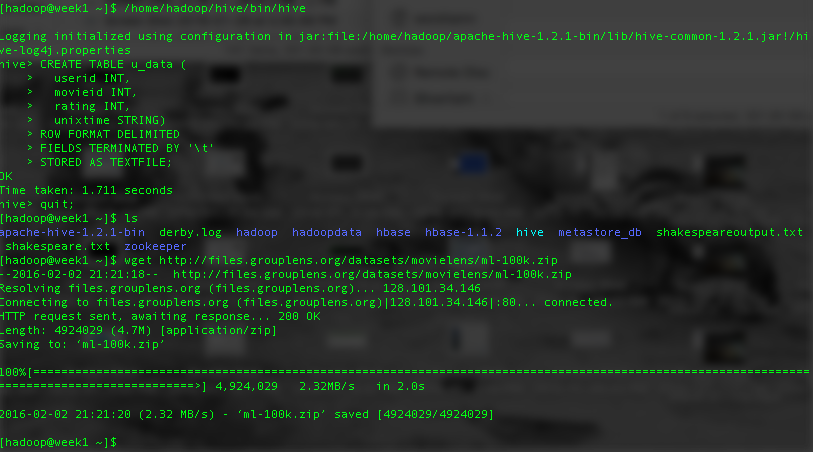 [hadoop@week1 ~]$ /home/hadoop/hive/bin/hive
Logging initialized using configuration in jar:file:/home/hadoop/apache-hive-1.2.1-bin/lib/hive-common-1.2.1.jar!/hi
ve-log4j.properties
hive> CREATE TABLE u_data (
    >   userid INT,
    >   movieid INT,
    >   rating INT,
    >   unixtime STRING)
    > ROW FORMAT DELIMITED
    > FIELDS TERMINATED BY '\t'
    > STORED AS TEXTFILE;
OK
Time taken: 1.711 seconds
hive> quit;
[hadoop@week1 ~]$ ls
apache-hive-1.2.1-bin  derby.log  hadoop  hadoopdata  hbase  hbase-1.1.2  hive  metastore_db  shakespeareoutput.txt
 shakespeare.txt  zookeeper
[hadoop@week1 ~]$ wget http://files.grouplens.org/datasets/movielens/ml-100k.zip
--2016-02-02 21:21:18--  http://files.grouplens.org/datasets/movielens/ml-100k.zip
Resolving files.grouplens.org (files.grouplens.org)... 128.101.34.146
Connecting to files.grouplens.org (files.grouplens.org)|128.101.34.146|:80... connected.
HTTP request sent, awaiting response... 200 OK
Length: 4924029 (4.7M) [application/zip]
Saving to: ‘ml-100k.zip’
100%[================================================================================================================
============================>] 4,924,029   2.32MB/s   in 2.0s
2016-02-02 21:21:20 (2.32 MB/s) - ‘ml-100k.zip’ saved [4924029/4924029]
[hadoop@week1 ~]$